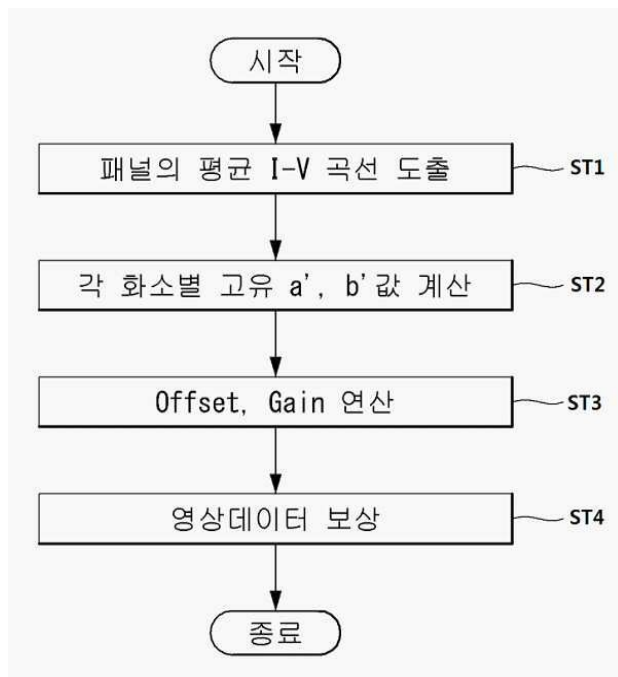 시작
패널의 평균 I-V 곡선 도출
ST1
각 화소별 고유 a', b'값 계산
ST2
Offset, Gain 연산
ST3
영상데이터 보상
ST4
종료